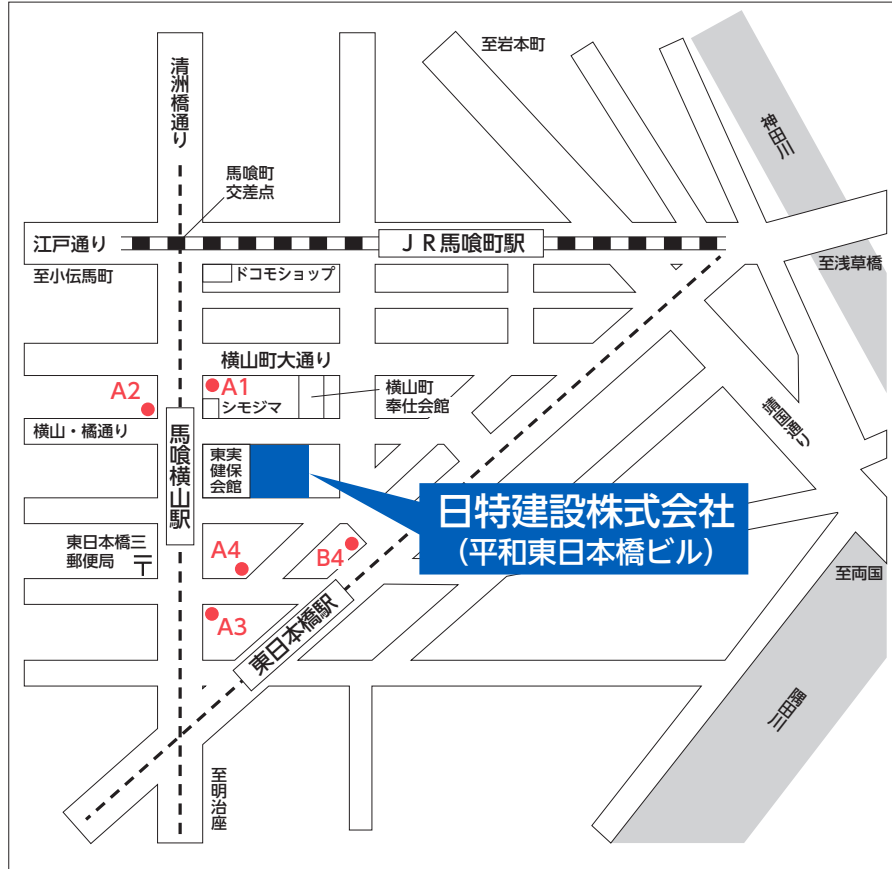 至岩本町
清洲橋通り
神田川
馬喰町
交差点
江戸通り
JR馬喰町駅
至小伝馬町
ドコモショップ
至浅草橋
横山町大通り
A2
A1
シモジマ
横山町
奉仕会館
靖国通り
横山・橘通り
馬喰横山駅
東実
健保
会館
日特建設株式会社
(平和東日本橋ビル)
東日本橋三
郵便局
〒
A4
B4
至両国
A3
東日本橋駅
隅田川
至明治座